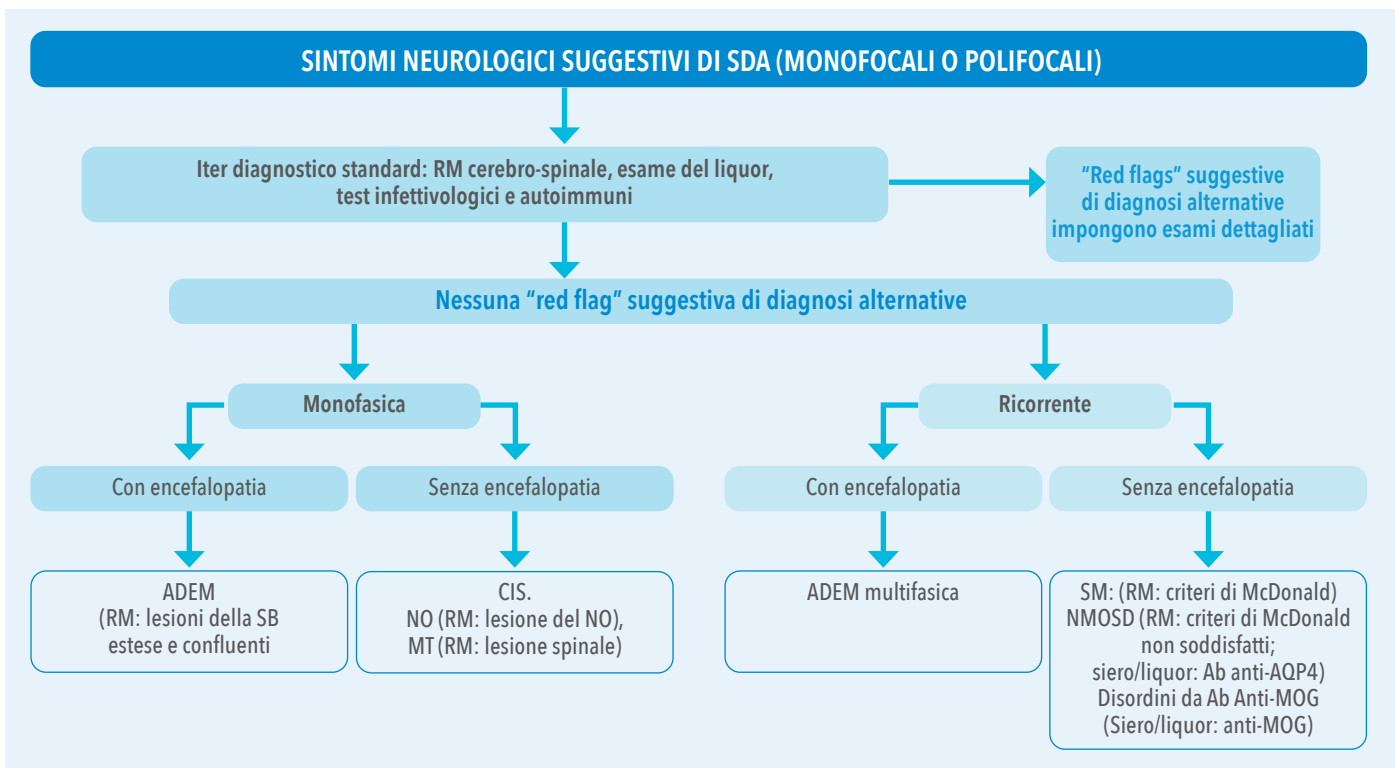 SINTOMI NEUROLOGICI SUGGESTIVI DI SDA (MONOFOCALI O POLIFOCALI)
Iter diagnostico standard: RM cerebro-spinale, esame del liquor,
test infettivologici e autoimmuni
"Red flags" suggestive
di diagnosi alternative
impongono esami dettagliati
Nessuna "red flag" suggestiva di diagnosi alternative
Monofasica
Ricorrente
Con encefalopatia
Senza encefalopatia
Con encefalopatia
Senza encefalopatia
ADEM
(RM: lesioni della SB
estese e confluenti
CIS.
NO (RM: lesione del NO),
MT (RM: lesione spinale)
ADEM multifasica
SM: (RM: criteri di McDonald)
NMOSD (RM: criteri di McDonald
non soddisfatti;
siero/liquor: Ab anti-AQP4)
Disordini da Ab Anti-MOG
(Siero/liquor: anti-MOG)